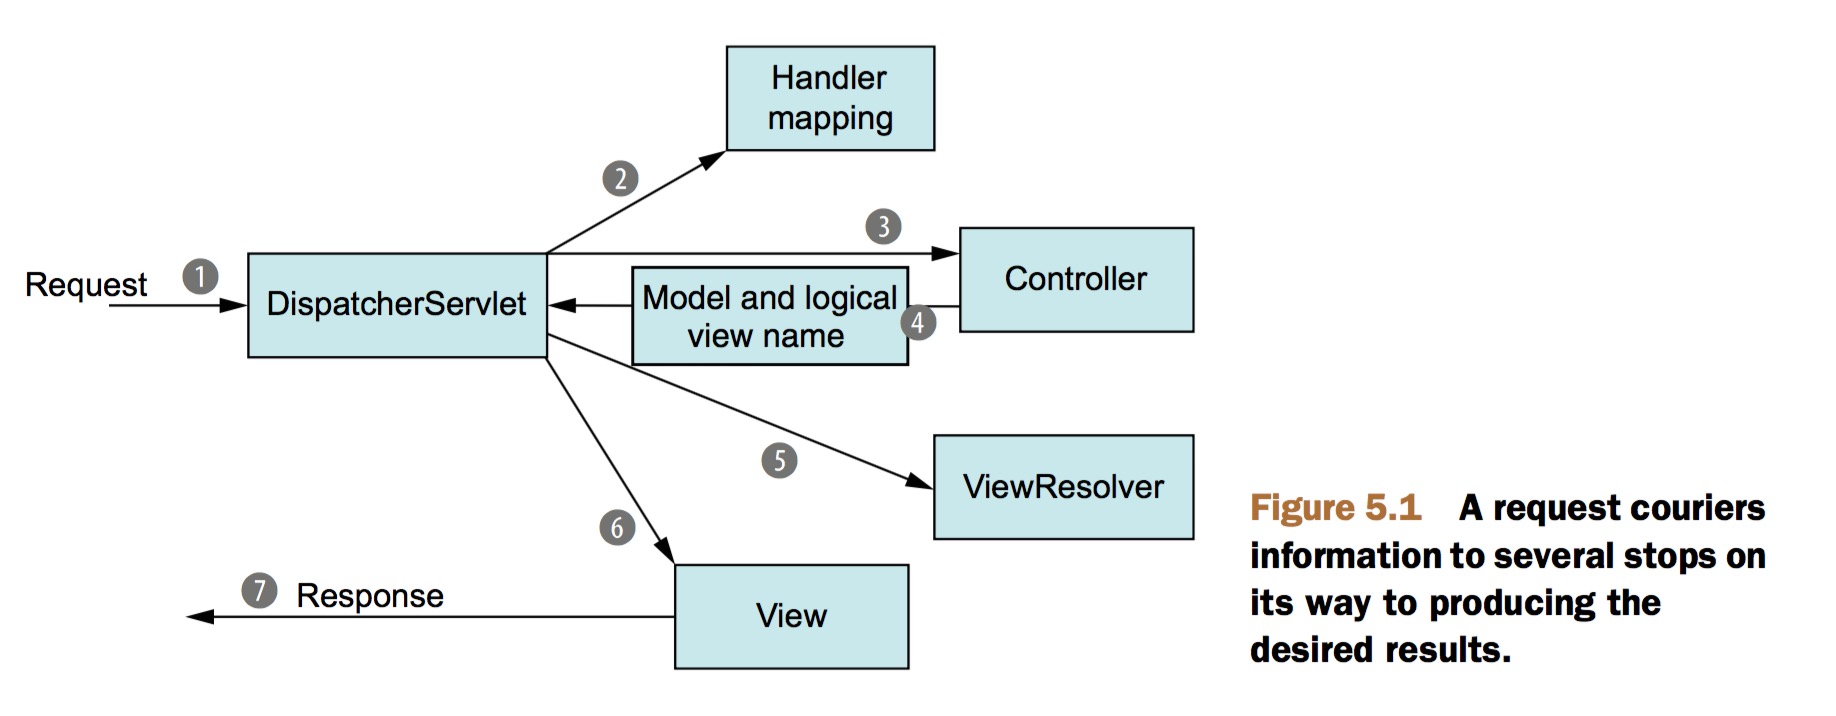 Handler
mapping
2
3
Request 1
DispatcherServlet
Model and logical
view name
4
Controller
5
ViewResolver
6
7 Response
View
Figure 5.1 A request couriers
information to several stops on
its way to producing the
desired results.